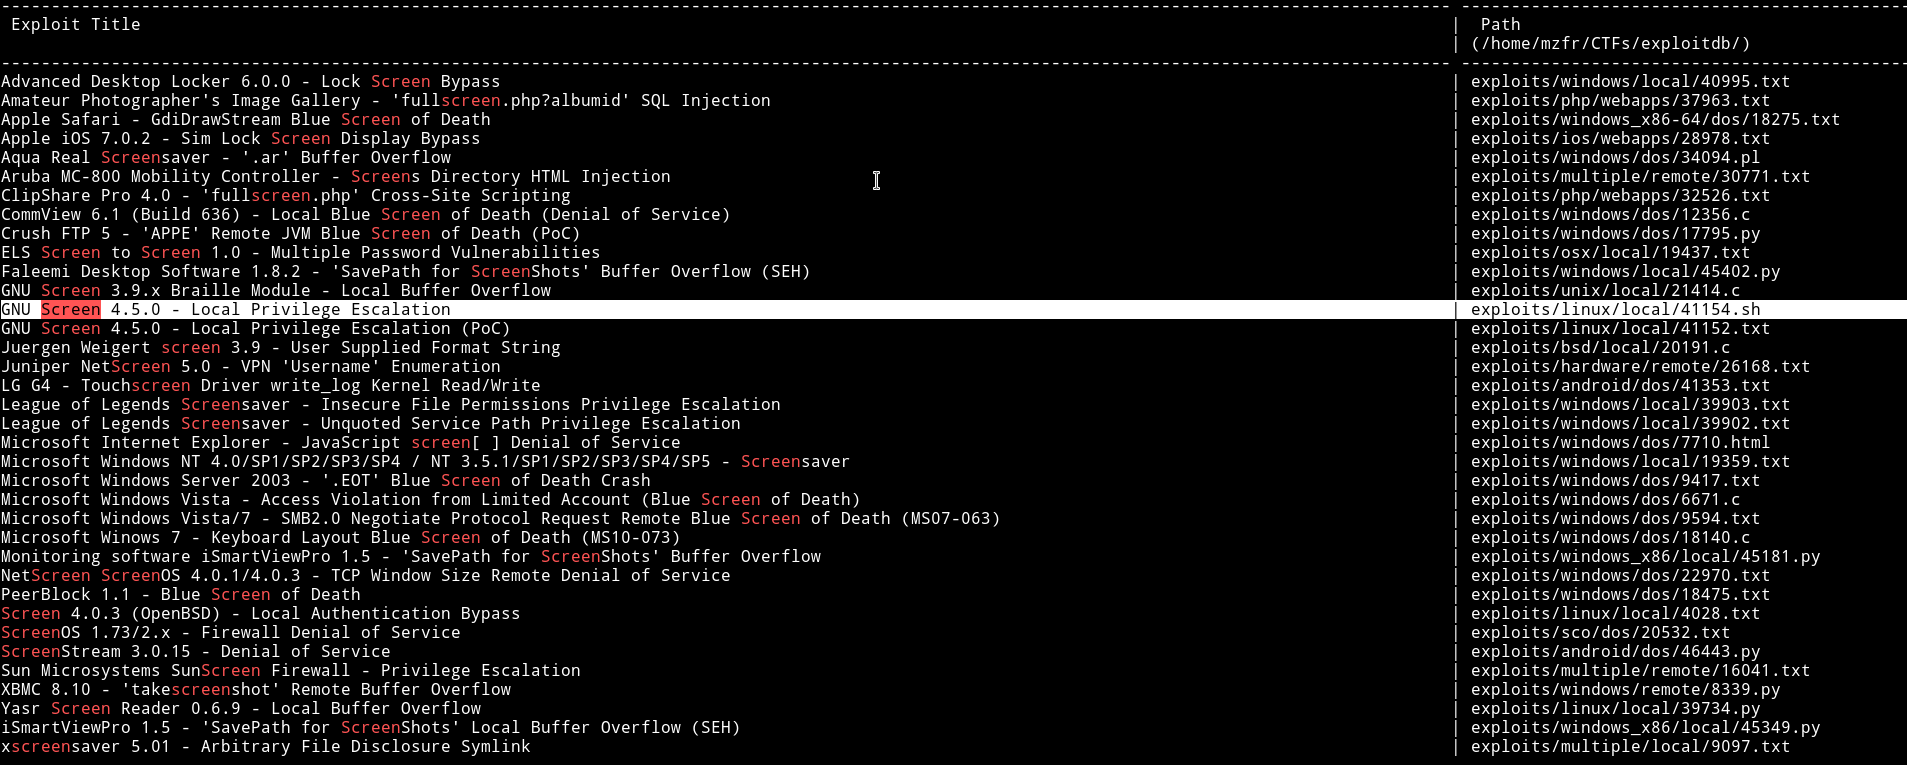 Exploit Title | Path
| (/home/mzfr/CTFs/exploitdb/)
Advanced Desktop Locker 6.0.0 - Lock Screen Bypass | exploits/windows/local/40995.txt
Amateur Photographer's Image Gallery - 'fullscreen.php?albumid' SQL Injection | exploits/php/webapps/37963.txt
Apple Safari - GdiDrawStream Blue Screen of Death | exploits/windows_x86-64/dos/18275.txt
Apple iOS 7.0.2 - Sim Lock Screen Display Bypass | exploits/ios/webapps/28978.txt
Aqua Real Screensaver - '.ar' Buffer Overflow | exploits/windows/dos/34094.pl
Aruba MC-800 Mobility Controller - Screens Directory HTML Injection | exploits/multiple/remote/30771.txt
ClipShare Pro 4.0 - 'fullscreen.php' Cross-Site Scripting | exploits/php/webapps/32526.txt
CommView 6.1 (Build 636) - Local Blue Screen of Death (Denial of Service) | exploits/windows/dos/12356.c
Crush FTP 5 - 'APPE' Remote JVM Blue Screen of Death (PoC) | exploits/windows/dos/17795.py
ELS Screen to Screen 1.0 - Multiple Password Vulnerabilities | exploits/osx/local/19437.txt
Faleemi Desktop Software 1.8.2 - 'SavePath for ScreenShots' Buffer Overflow (SEH) | exploits/windows/local/45402.py
GNU Screen 3.9.x Braille Module - Local Buffer Overflow | exploits/unix/local/21414.c
GNU Screen 4.5.0 - Local Privilege Escalation | exploits/linux/local/41154.sh
GNU Screen 4.5.0 - Local Privilege Escalation (PoC) | exploits/linux/local/41152.txt
Juergen Weigert screen 3.9 - User Supplied Format String | exploits/bsd/local/20191.c
Juniper NetScreen 5.0 - VPN 'Username' Enumeration | exploits/hardware/remote/26168.txt
LG G4 - Touchscreen Driver write_log Kernel Read/Write | exploits/android/dos/41353.txt
League of Legends Screensaver - Insecure File Permissions Privilege Escalation | exploits/windows/local/39903.txt
League of Legends Screensaver - Unquoted Service Path Privilege Escalation | exploits/windows/local/39902.txt
Microsoft Internet Explorer - JavaScript screen[ ] Denial of Service | exploits/windows/dos/7710.html
Microsoft Windows NT 4.0/SP1/SP2/SP3/SP4 / NT 3.5.1/SP1/SP2/SP3/SP4/SP5 - Screensaver | exploits/windows/local/19359.txt
Microsoft Windows Server 2003 - '.EOT' Blue Screen of Death Crash | exploits/windows/dos/9417.txt
Microsoft Windows Vista - Access Violation from Limited Account (Blue Screen of Death) | exploits/windows/dos/6671.c
Microsoft Windows Vista/7 - SMB2.0 Negotiate Protocol Request Remote Blue Screen of Death (MS07-063) | exploits/windows/dos/9594.txt
Microsoft Winows 7 - Keyboard Layout Blue Screen of Death (MS10-073) | exploits/windows/dos/18140.c
Monitoring software iSmartViewPro 1.5 - 'SavePath for ScreenShots' Buffer Overflow | exploits/windows_x86/local/45181.py
NetScreen ScreenOS 4.0.1/4.0.3 - TCP Window Size Remote Denial of Service | exploits/windows/dos/22970.txt
PeerBlock 1.1 - Blue Screen of Death | exploits/windows/dos/18475.txt
Screen 4.0.3 (OpenBSD) - Local Authentication Bypass | exploits/linux/local/4028.txt
ScreenOS 1.73/2.x - Firewall Denial of Service | exploits/sco/dos/20532.txt
ScreenStream 3.0.15 - Denial of Service | exploits/android/dos/46443.py
Sun Microsystems SunScreen Firewall - Privilege Escalation | exploits/multiple/remote/16041.txt
XBMC 8.10 - 'takescreenshot' Remote Buffer Overflow | exploits/windows/remote/8339.py
Yasr Screen Reader 0.6.9 - Local Buffer Overflow | exploits/linux/local/39734.py
iSmartViewPro 1.5 - 'SavePath for ScreenShots' Local Buffer Overflow (SEH) | exploits/windows_x86/local/45349.py
xscreensaver 5.01 - Arbitrary File Disclosure Symlink | exploits/multiple/local/9097.txt